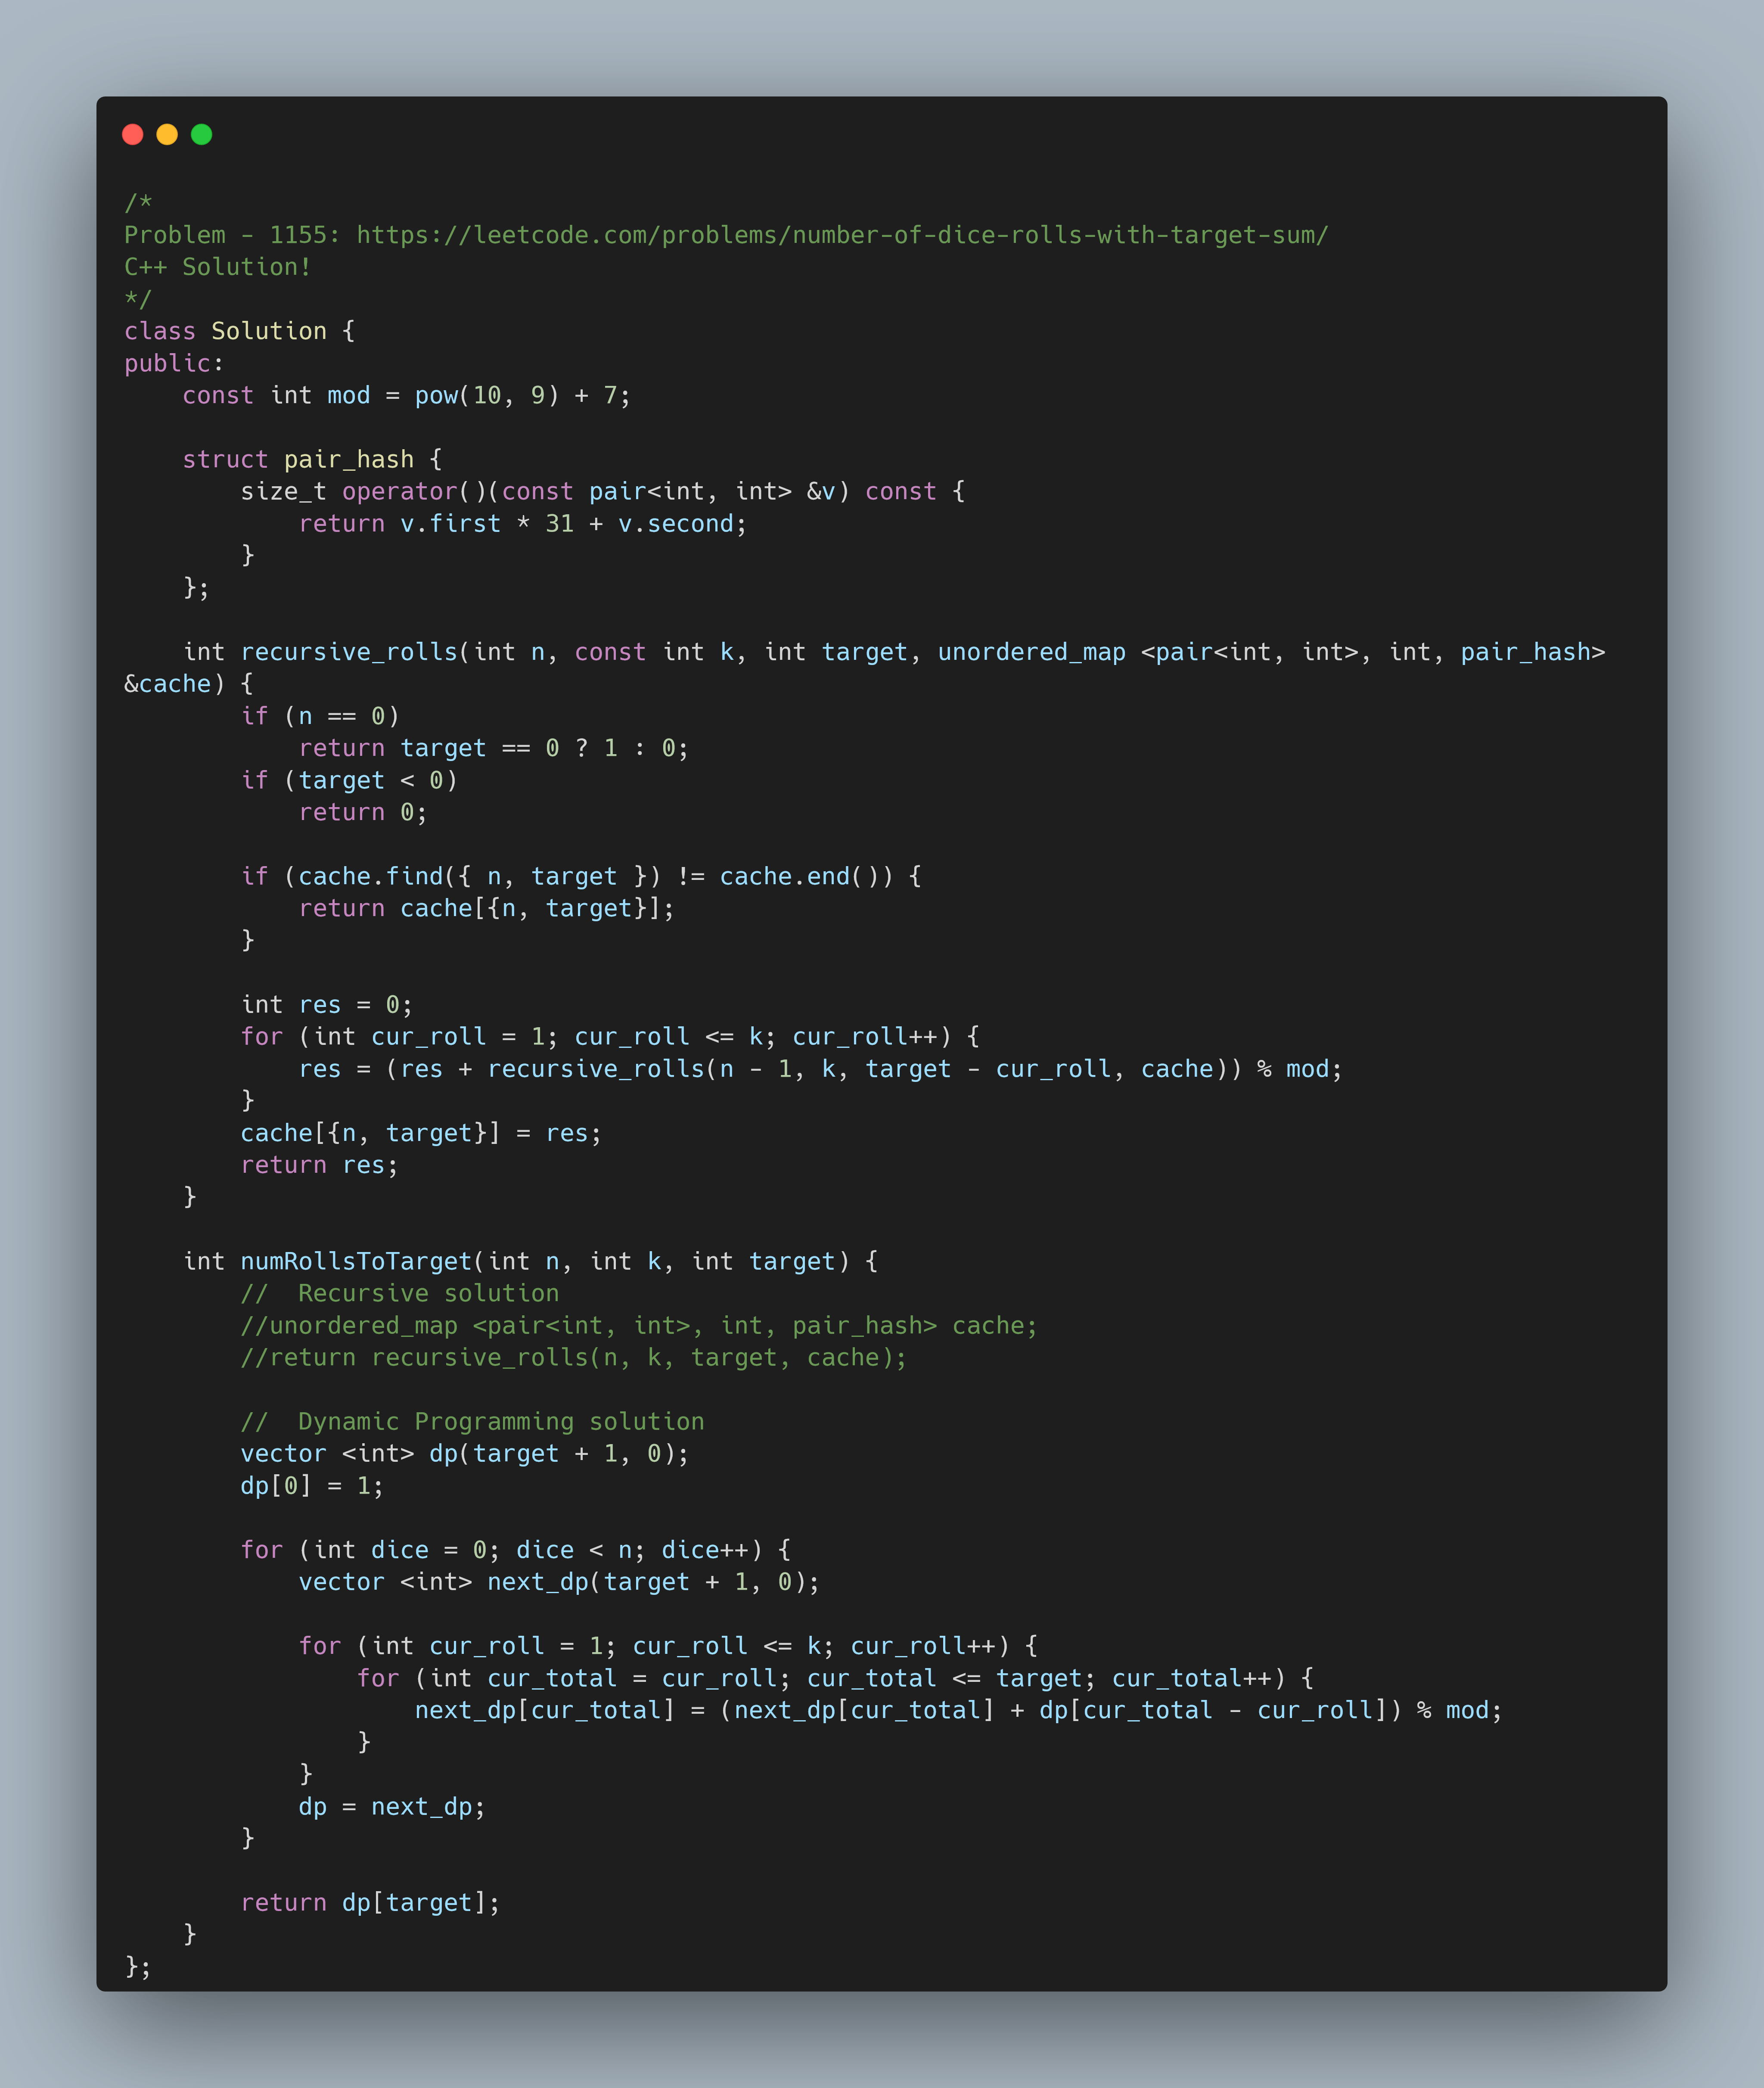 /*
Problem - 1155: https://leetcode.com/problems/number-of-dice-rolls-with-target-sum/
C++ Solution!
*/
class Solution {
public:
    const int mod = pow(10, 9) + 7;

    struct pair_hash {
        size_t operator()(const pair<int, int> &v) const {
            return v.first * 31 + v.second;
        }
    };

    int recursive_rolls(int n, const int k, int target, unordered_map <pair<int, int>, int, pair_hash>
&cache) {
        if (n == 0)
            return target == 0 ? 1 : 0;
        if (target < 0)
            return 0;

        if (cache.find({ n, target }) != cache.end()) {
            return cache[{n, target}];
        }

        int res = 0;
        for (int cur_roll = 1; cur_roll <= k; cur_roll++) {
            res = (res + recursive_rolls(n - 1, k, target - cur_roll, cache)) % mod;
        }
        cache[{n, target}] = res;
        return res;
    }

    int numRollsToTarget(int n, int k, int target) {
        //  Recursive solution
        //unordered_map <pair<int, int>, int, pair_hash> cache;
        //return recursive_rolls(n, k, target, cache);

        //  Dynamic Programming solution
        vector <int> dp(target + 1, 0);
        dp[0] = 1;

        for (int dice = 0; dice < n; dice++) {
            vector <int> next_dp(target + 1, 0);

            for (int cur_roll = 1; cur_roll <= k; cur_roll++) {
                for (int cur_total = cur_roll; cur_total <= target; cur_total++) {
                    next_dp[cur_total] = (next_dp[cur_total] + dp[cur_total - cur_roll]) % mod;
                }
            }
            dp = next_dp;
        }

        return dp[target];
    }
};